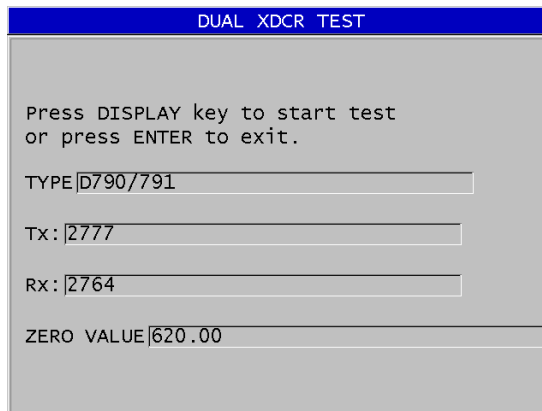 DUAL XDCR TEST
Press DISPLAY key to start test
or press ENTER to exit.
TYPE D790/791
Tx: 2777
Rx: 2764
ZERO VALUE 620.00